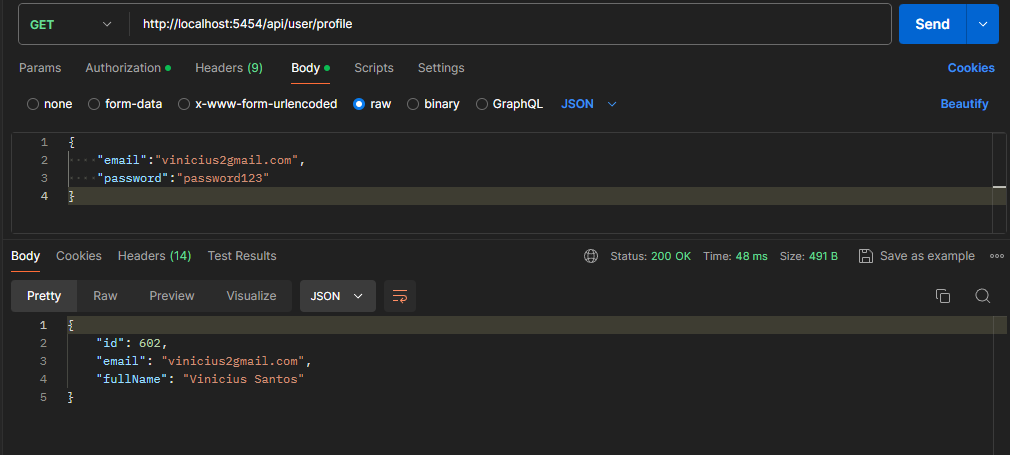 GET http://localhost:5454/api/user/profile Send
Params Authorization Headers (9) Body Scripts Settings Cookies
none form-data x-www-form-urlencoded raw binary GraphQL JSON Beautify
1 {
2 ····"email":"vinicius2gmail.com",
3 ····"password":"password123"
4 }
Body Cookies Headers (14) Test Results Status: 200 OK Time: 48 ms Size: 491 B Save as example
Pretty Raw Preview Visualize JSON
1 {
2 "id": 602,
3 "email": "vinicius2gmail.com",
4 "fullName": "Vinicius Santos"
5 }